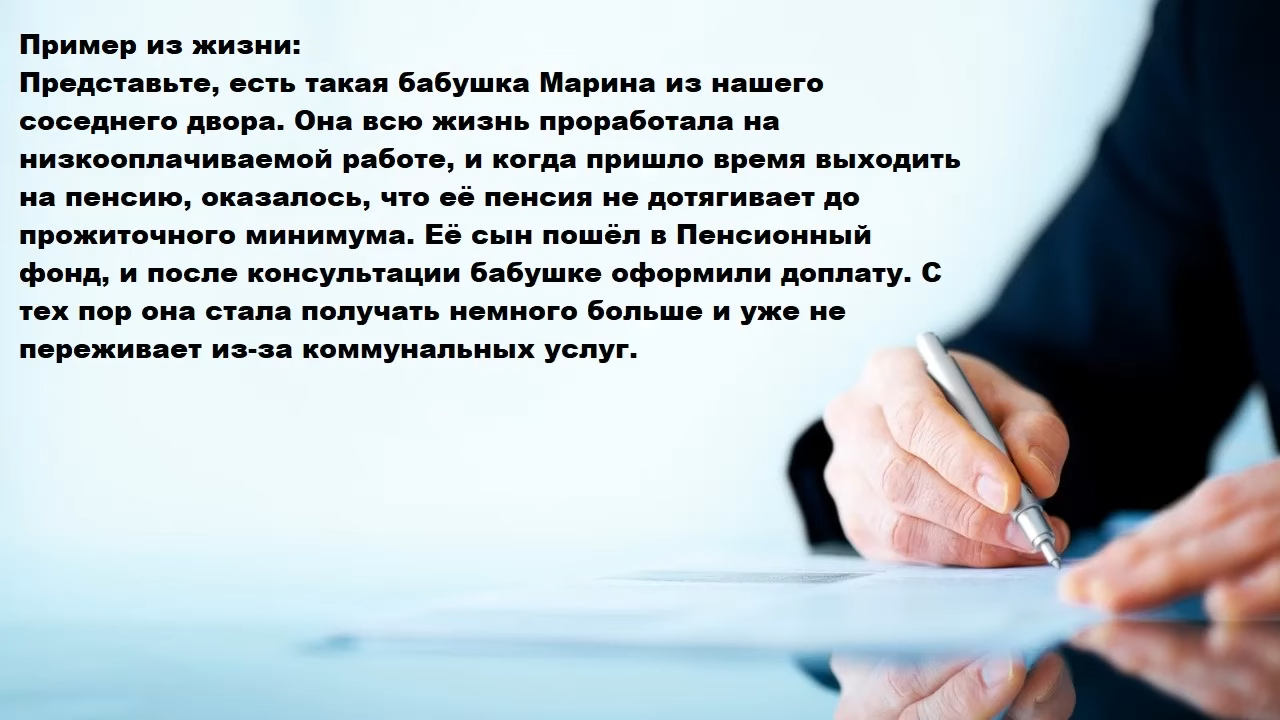 Пример из жизни:
Представьте, есть такая бабушка Марина из нашего
соседнего двора. Она всю жизнь проработала на
низкооплачиваемой работе, и когда пришло время выходить
на пенсию, оказалось, что её пенсия не дотягивает до
прожиточного минимума. Её сын пошёл в Пенсионный
фонд, и после консультации бабушке оформили доплату. С
тех пор она стала получать немного больше и уже не
переживает из-за коммунальных услуг.